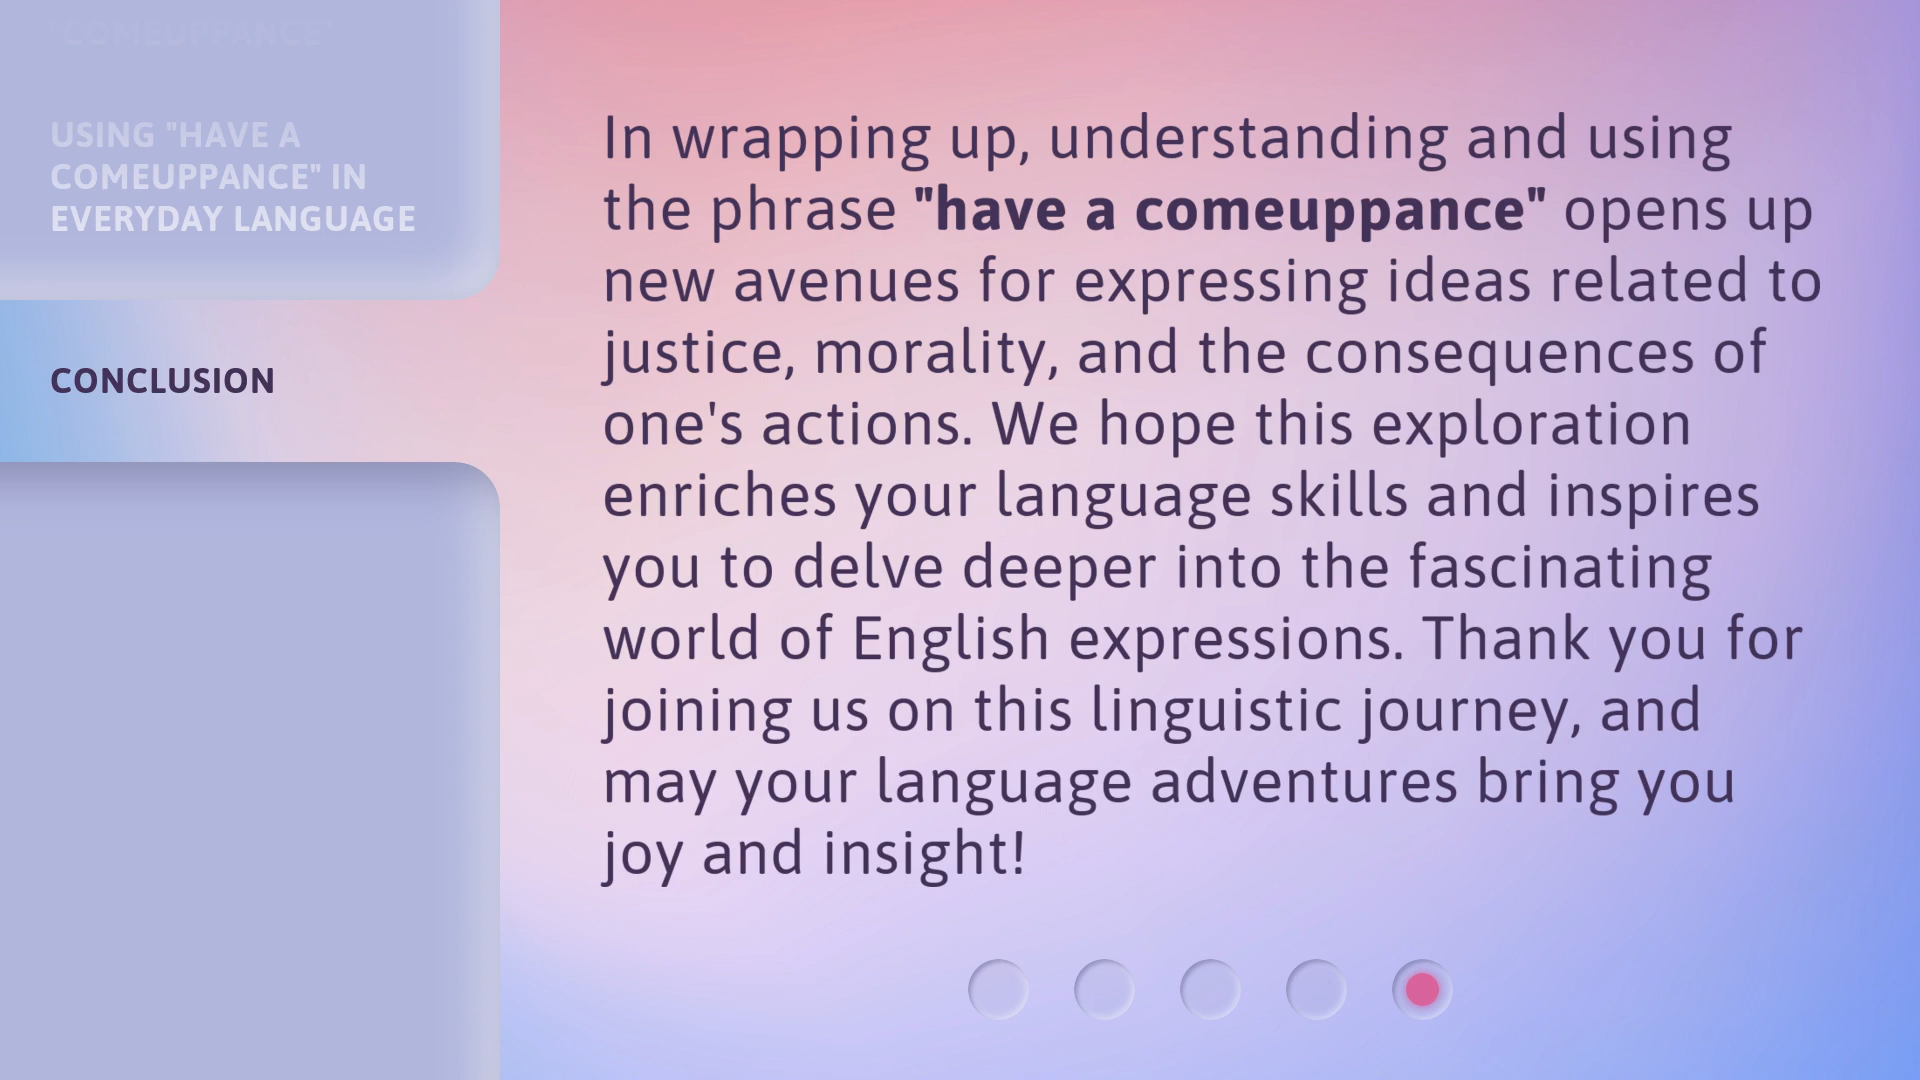 "COMEUPPANCE"
USING "HAVE A
COMEUPPANCE" IN
EVERYDAY LANGUAGE
CONCLUSION
In wrapping up, understanding and using
the phrase "have a comeuppance" opens up
new avenues for expressing ideas related to
justice, morality, and the consequences of
one's actions. We hope this exploration
enriches your language skills and inspires
you to delve deeper into the fascinating
world of English expressions. Thank you for
joining us on this linguistic journey, and
may your language adventures bring you
joy and insight!